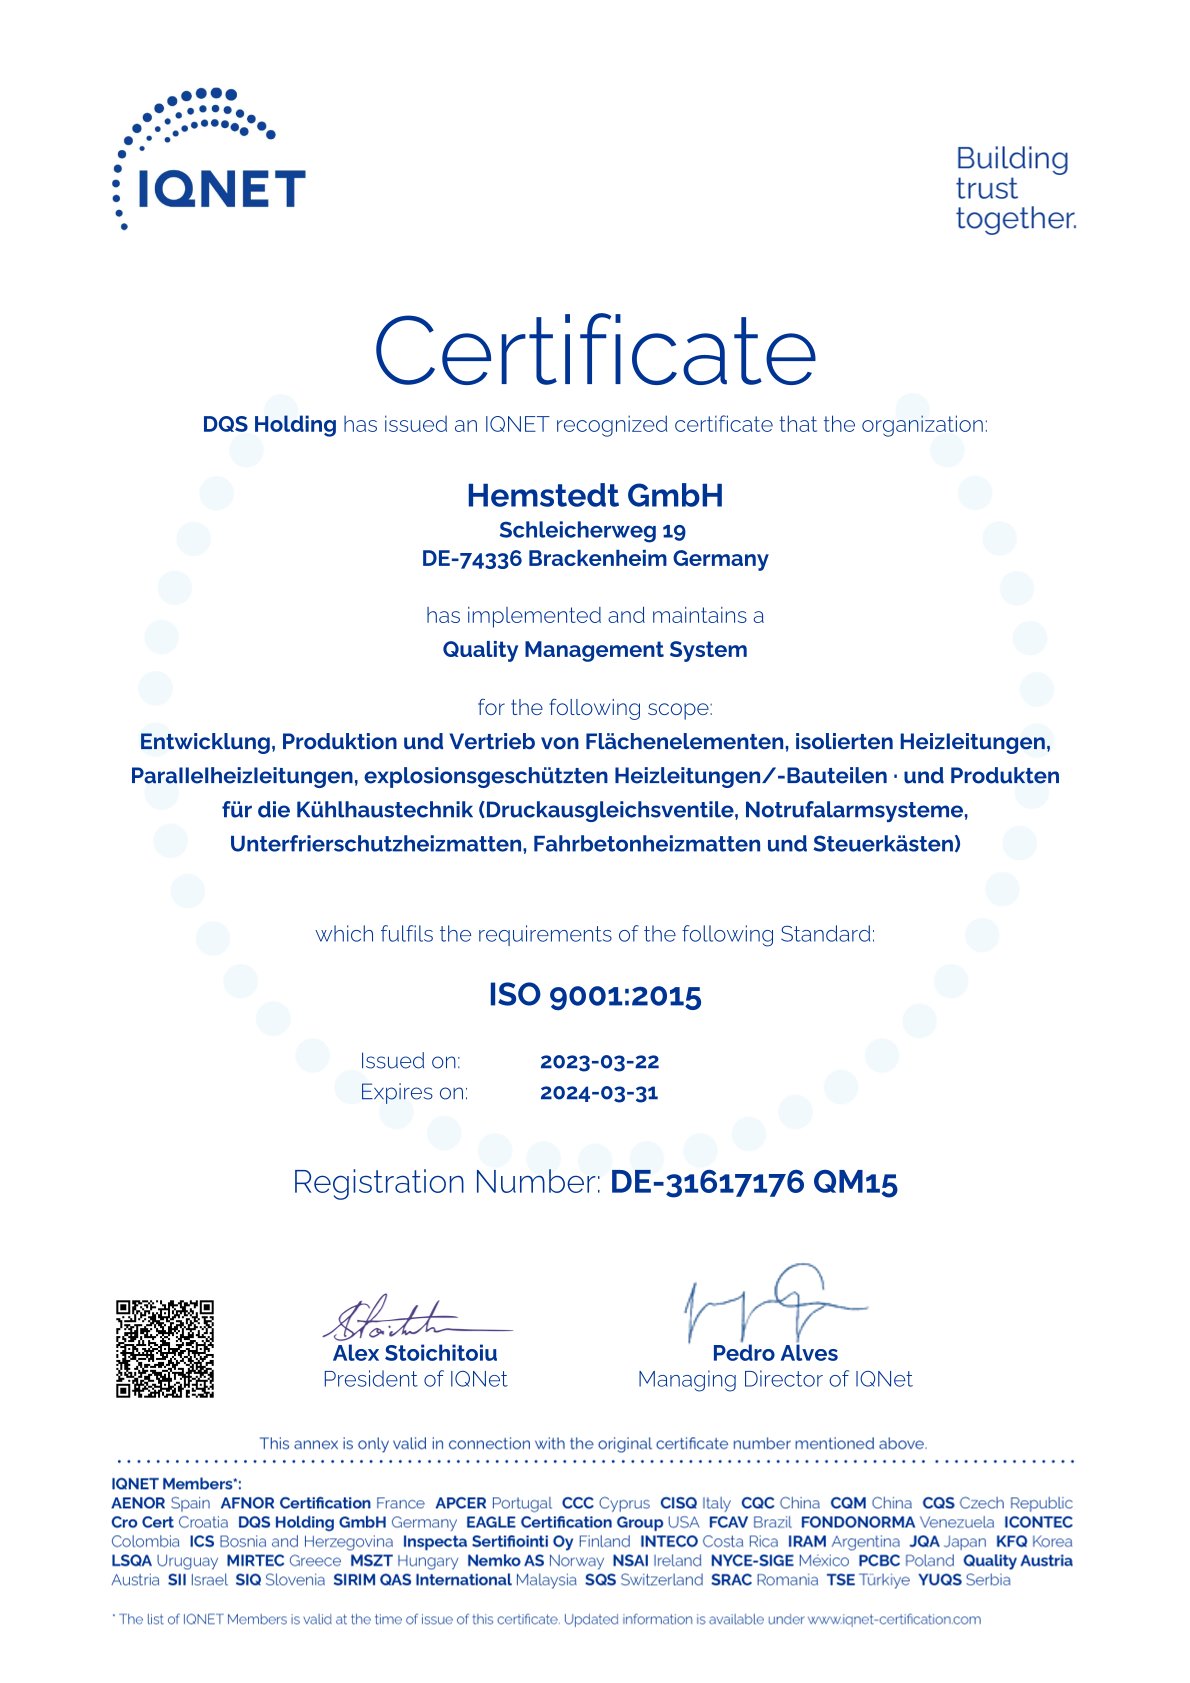 IQNET
Building
trust
together.
Certificate
DQS Holding has issued an IQNET recognized certificate that the organization:
Hemstedt GmbH
Schleicherweg 19
DE-74336 Brackenheim Germany
has implemented and maintains a
Quality Management System
for the following scope:
Entwicklung, Produktion und Vertrieb von Flächenelementen, isolierten Heizleitungen,
Parallelheizleitungen, explosionsgeschützten Heizleitungen/-Bauteilen · und Produkten
für die Kühlhaustechnik (Druckausgleichsventile, Notrufalarmsysteme,
Unterfrierschutzheizmatten, Fahrbetonheizmatten und Steuerkästen)
which fulfils the requirements of the following Standard:
ISO 9001:2015
Issued on: 2023-03-22
Expires on: 2024-03-31
Registration Number: DE-31617176 QM15
Alex Stoichitoiu
President of IQNet
Pedro Alves
Managing Director of IQNet
This annex is only valid in connection with the original certificate number mentioned above.
IQNET Members*:
AENOR Spain AFNOR Certification France APCER Portugal CCC Cyprus CISQ Italy CQC China CQM China CQS Czech Republic
Cro Cert Croatia DQS Holding GmbH Germany EAGLE Certification Group USA FCAV Brazil FONDONORMA Venezuela ICONTEC
Colombia ICS Bosnia and Herzegovina Inspecta Sertifiointi Oy Finland INTECO Costa Rica IRAM Argentina JQA Japan KFQ Korea
LSQA Uruguay MIRTEC Greece MSZT Hungary Nemko AS Norway NSAI Ireland NYCE-SIGE México PCBC Poland Quality Austria
Austria SII Israel SIQ Slovenia SIRIM QAS International Malaysia SQS Switzerland SRAC Romania TSE Türkiye YUQS Serbia
* The list of IQNET Members is valid at the time of issue of this certificate. Updated information is available under www.iqnet-certification.com